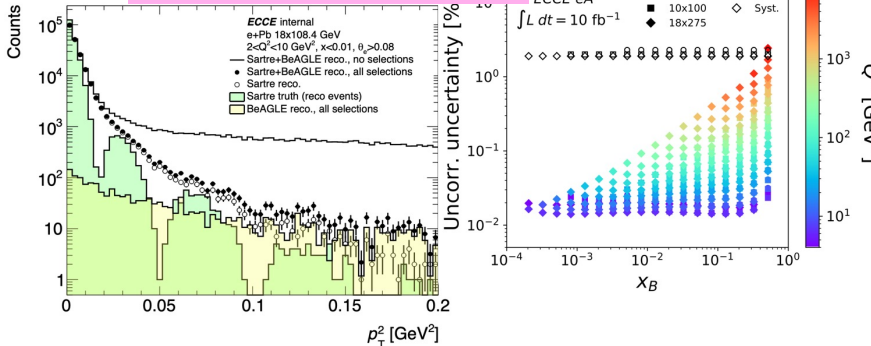 Counts
10⁵
10⁴
10³
10²
10
1
0
0.05
0.1
0.15
0.2
p_T² [GeV²]
ECCE internal
e+Pb 18x108.4 GeV
2<Q²<10 GeV², x<0.01, θₑ>0.08
Sartre+BeAGLE reco., no selections
Sartre+BeAGLE reco., all selections
Sartre reco.
Sartre truth (reco events)
BeAGLE reco., all selections
Uncorr. uncertainty [%
10⁰
10⁻¹
10⁻²
10⁻⁴
10⁻³
10⁻²
10⁻¹
10⁰
x_B
∫L dt = 10 fb⁻¹
10x100
18x275
Syst.
10³
10²
10¹